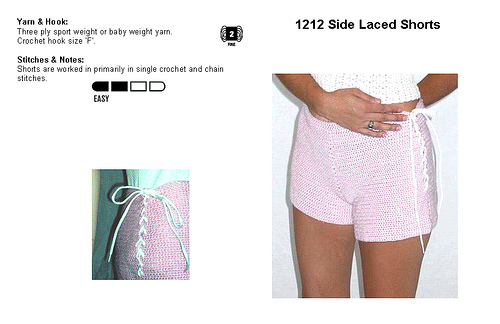 1212 Side Laced Shorts
Yarn & Hook:
Three ply sport weight or baby weight yarn.
Crochet hook size "F".
2
FINE
Stitches & Notes:
Shorts are worked in primarily in single crochet and chain
stitches.
EASY